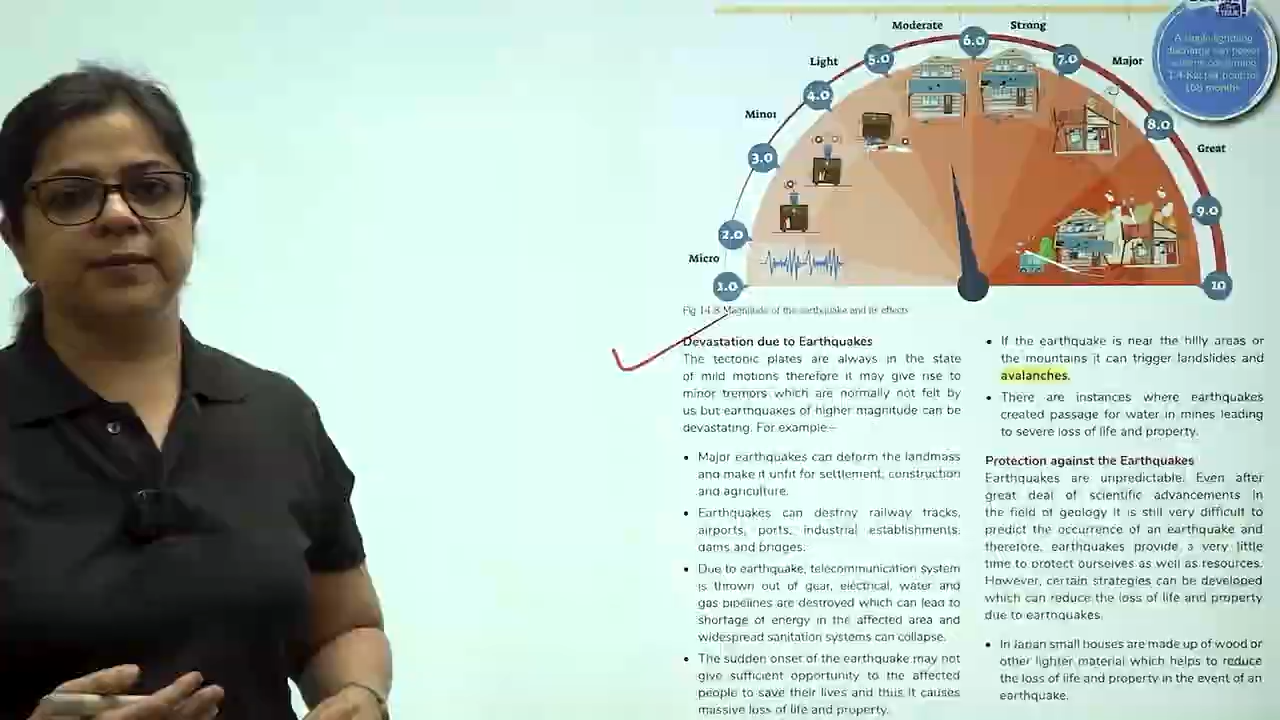 Moderate
Strong
Light
Major
Minor
Great
Micro
1.0
2.0
3.0
4.0
5.0
6.0
7.0
8.0
9.0
10
A single lightning
168 months
Fig 14.8 Magnitude of the earthquake and its effects
Devastation due to Earthquakes
The tectonic plates are always in the state
of mild motions therefore it may give rise to
minor tremors which are normally not felt by
us but earthquakes of higher magnitude can be
devastating. For example–
• Major earthquakes can deform the landmass
and make it unfit for settlement, construction
and agriculture.
• Earthquakes can destroy railway tracks,
airports, ports, industrial establishments,
dams and bridges.
• Due to earthquake, telecommunication system
is thrown out of gear, electrical, water and
gas pipelines are destroyed which can lead to
shortage of energy in the affected area and
widespread sanitation systems can collapse.
• The sudden onset of the earthquake may not
give sufficient opportunity to the affected
people to save their lives and thus it causes
massive loss of life and property.
• If the earthquake is near the hilly areas or
the mountains it can trigger landslides and
avalanches.
• There are instances where earthquakes
created passage for water in mines leading
to severe loss of life and property.
Protection against the Earthquakes
Earthquakes are unpredictable. Even after
great deal of scientific advancements in
the field of geology it is still very difficult to
predict the occurrence of an earthquake and
therefore, earthquakes provide a very little
time to protect ourselves as well as resources.
However, certain strategies can be developed
which can reduce the loss of life and property
due to earthquakes.
• In Japan small houses are made up of wood or
other lighter material which helps to reduce
the loss of life and property in the event of an
earthquake.